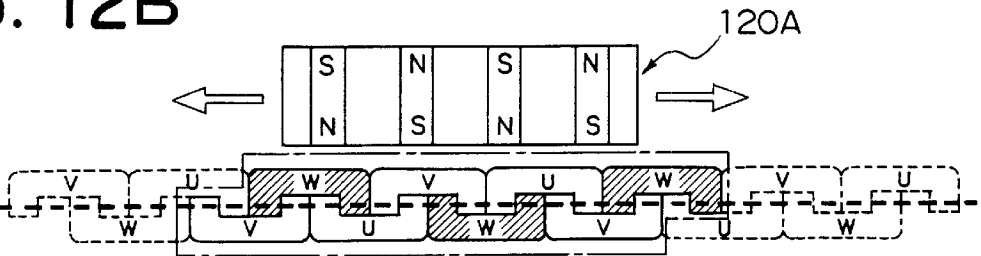 . 12B
120A
S N S N
N S N S
V U W V U W V U
W V U W V U W